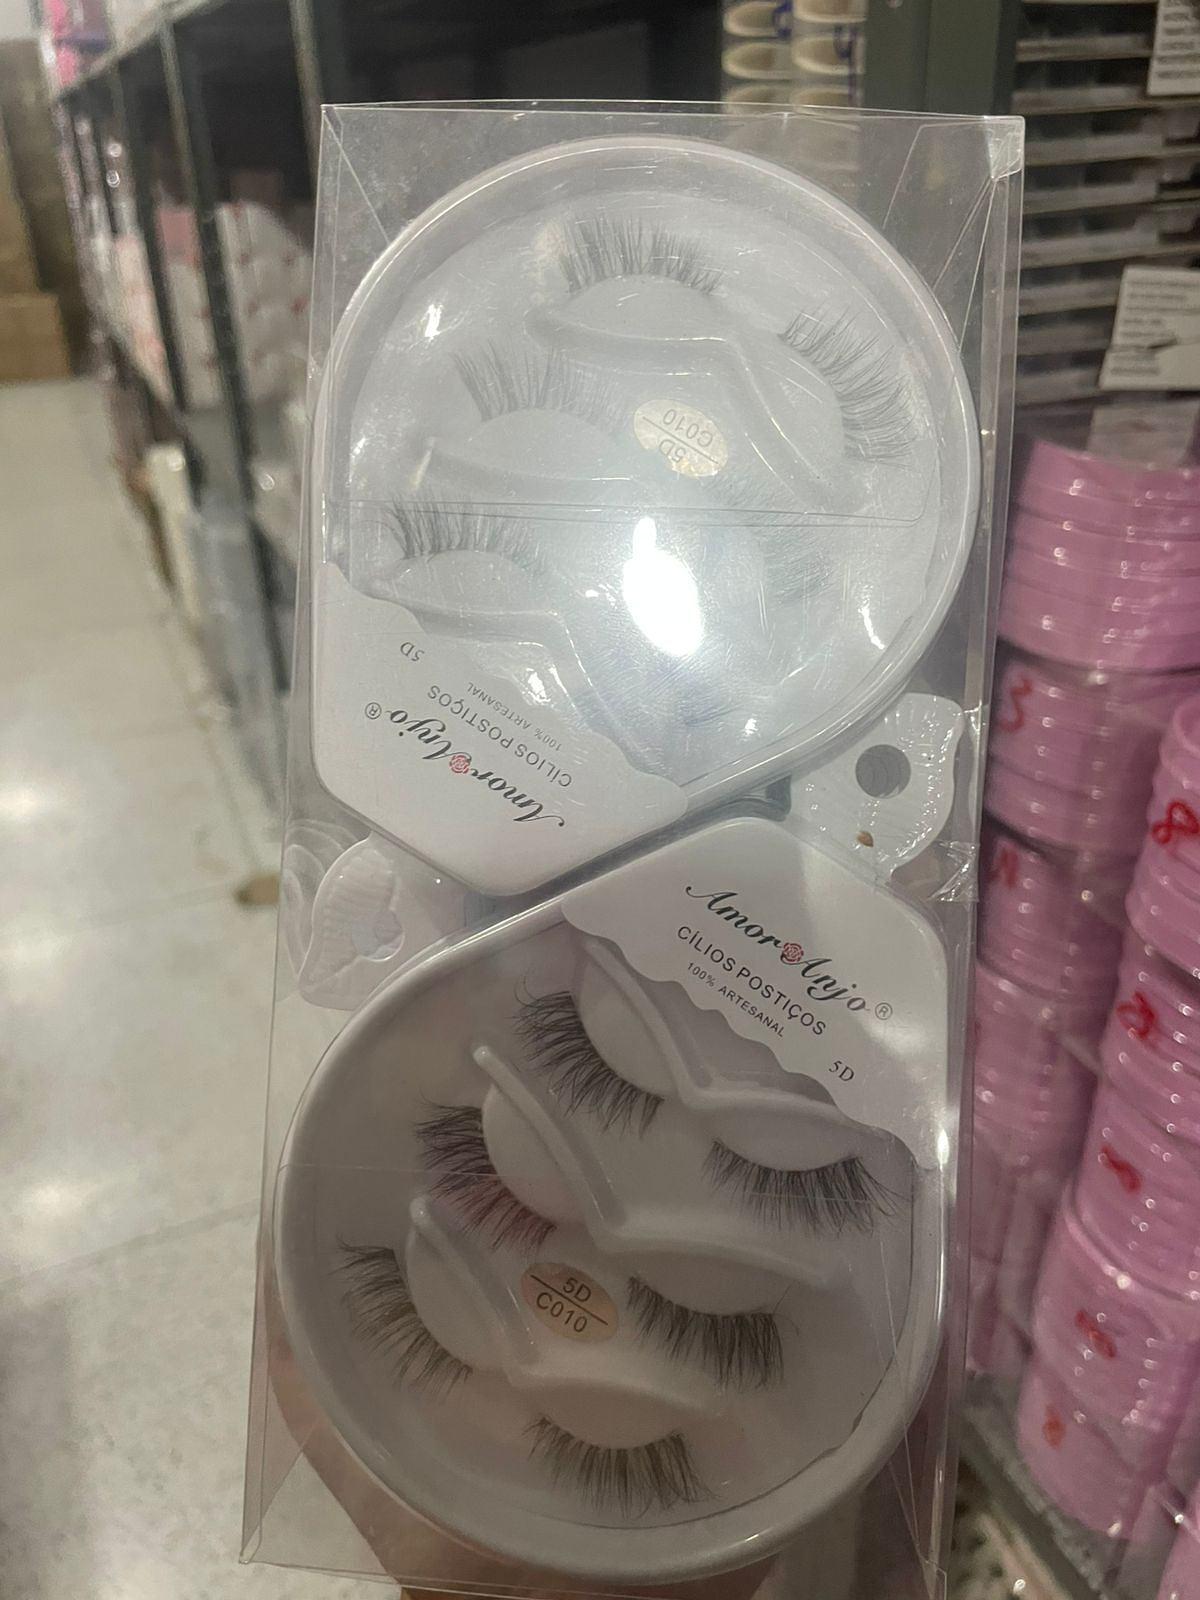 5D
C010
5D
CÍLIOS POSTIÇOS
100% ARTESANAL
Amor Anjo®
Amor Anjo®
CÍLIOS POSTIÇOS
100% ARTESANAL
5D
5D
C010